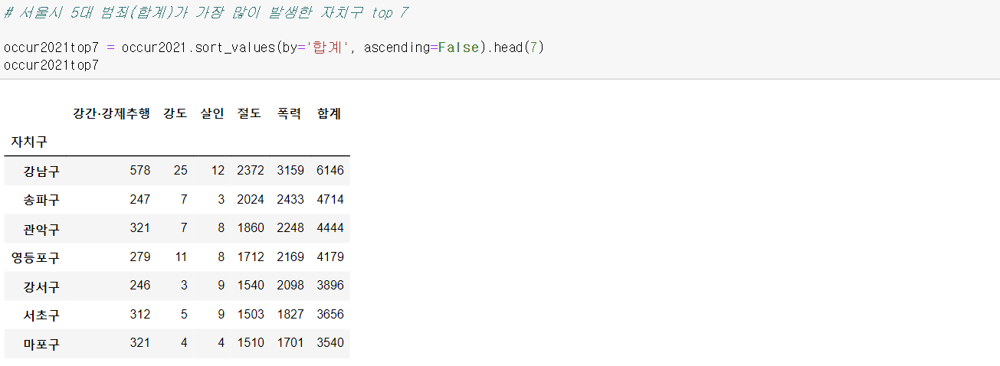 # 서울시 5대 범죄(합계)가 가장 많이 발생한 자치구 top 7
occur2021top7 = occur2021.sort_values(by='합계', ascending=False).head(7)
occur2021top7
강간·강제추행 강도 살인 절도 폭력 합계
자치구
강남구 578 25 12 2372 3159 6146
송파구 247 7 3 2024 2433 4714
관악구 321 7 8 1860 2248 4444
영등포구 279 11 8 1712 2169 4179
강서구 246 3 9 1540 2098 3896
서초구 312 5 9 1503 1827 3656
마포구 321 4 4 1510 1701 3540